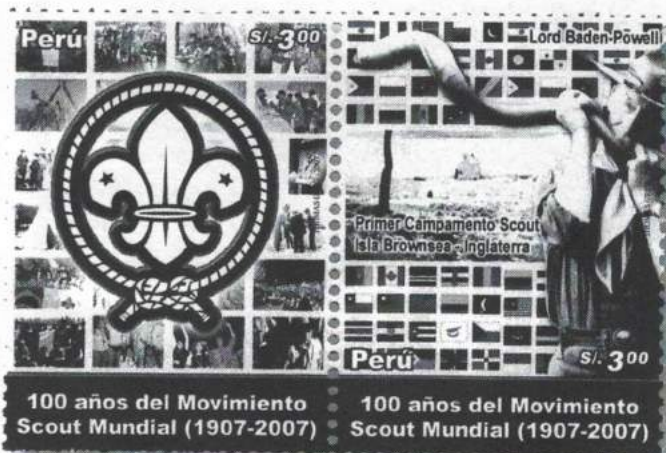 Perú
S/. 3.00
100 años del Movimiento
Scout Mundial (1907-2007)
Lord Baden-Powell
Primer Campamento Scout
Isla Brownsea - Inglaterra
Perú
S/. 3.00
100 años del Movimiento
Scout Mundial (1907-2007)